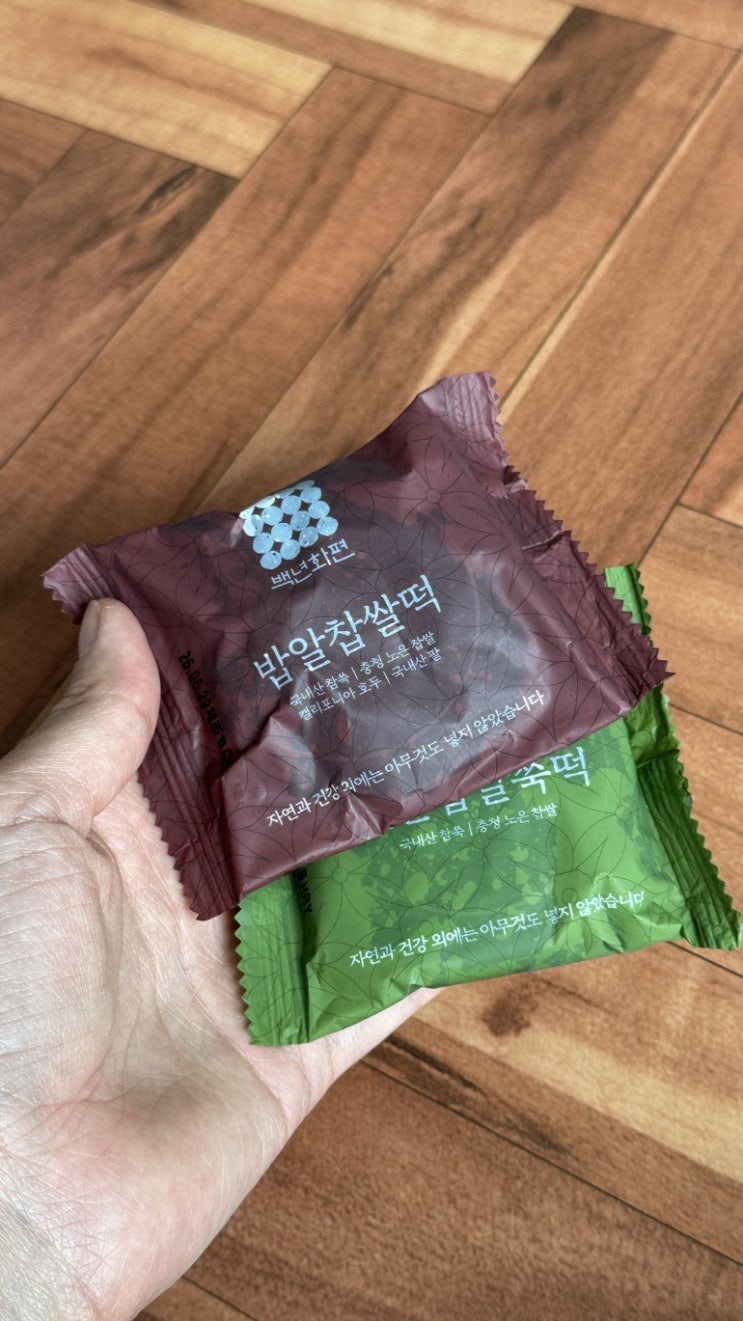 백년화편
밥알찹쌀떡
국내산 참쑥 | 충청 노은 찹쌀
캘리포니아 호두 | 국내산 팥
자연과 건강 외에는 아무것도 넣지 않았습니다
쑥떡
국내산 참쑥 | 충청 노은 찹쌀
자연과 건강 외에는 아무것도 넣지 않았습니다